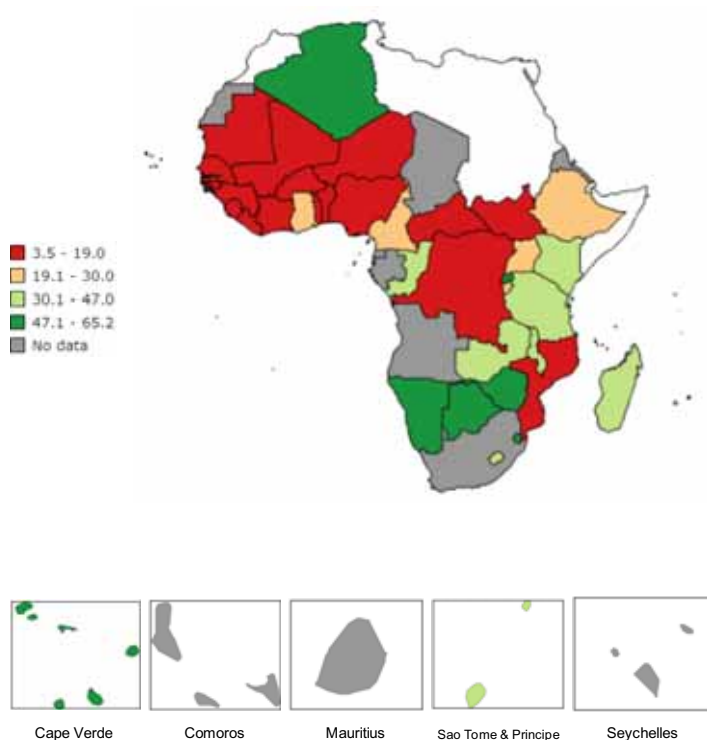 3.5 - 19.0
19.1 - 30.0
30.1 - 47.0
47.1 - 65.2
No data
Cape Verde
Comoros
Mauritius
Sao Tome & Principe
Seychelles